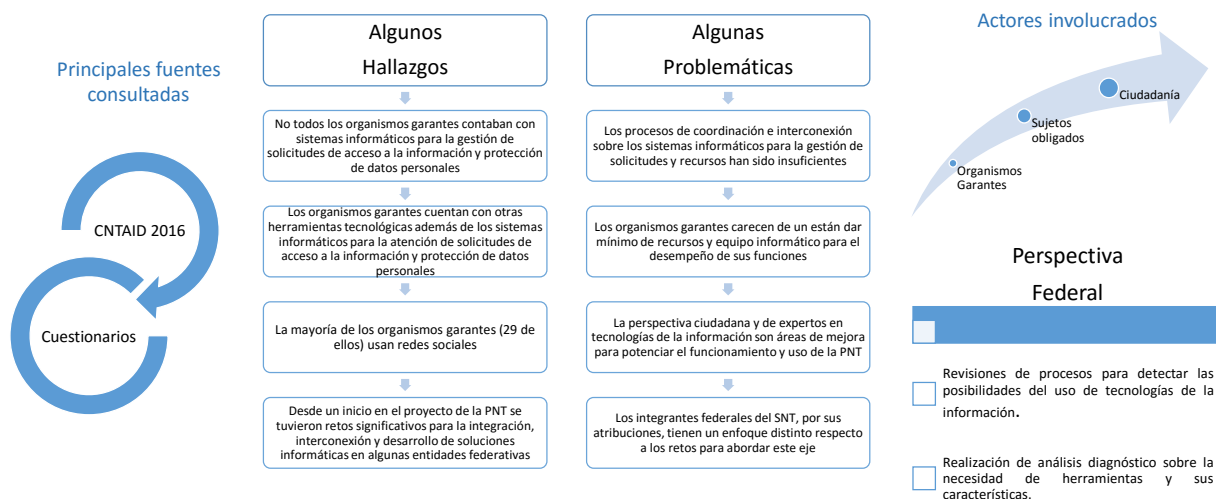 Principales fuentes
consultadas
CNTAID 2016
Cuestionarios
Algunos
Hallazgos
No todos los organismos garantes contaban con
sistemas informáticos para la gestión de
solicitudes de acceso a la información y protección
de datos personales
Los organismos garantes cuentan con otras
herramientas tecnológicas además de los sistemas
informáticos para la atención de solicitudes de
acceso a la información y protección de datos
personales
La mayoría de los organismos garantes (29 de
ellos) usan redes sociales
Desde un inicio en el proyecto de la PNT se
tuvieron retos significativos para la integración,
interconexión y desarrollo de soluciones
informáticas en algunas entidades federativas
Algunas
Problemáticas
Los procesos de coordinación e interconexión
sobre los sistemas informáticos para la gestión de
solicitudes y recursos han sido insuficientes
Los organismos garantes carecen de un están dar
mínimo de recursos y equipo informático para el
desempeño de sus funciones
La perspectiva ciudadana y de expertos en
tecnologías de la información son áreas de mejora
para potenciar el funcionamiento y uso de la PNT
Los integrantes federales del SNT, por sus
atribuciones, tienen un enfoque distinto respecto
a los retos para abordar este eje
Actores involucrados
Ciudadanía
Sujetos
obligados
Organismos
Garantes
Perspectiva
Federal
Revisiones de procesos para detectar las
posibilidades del uso de tecnologías de la
información.
Realización de análisis diagnóstico sobre la
necesidad de herramientas y sus
características.